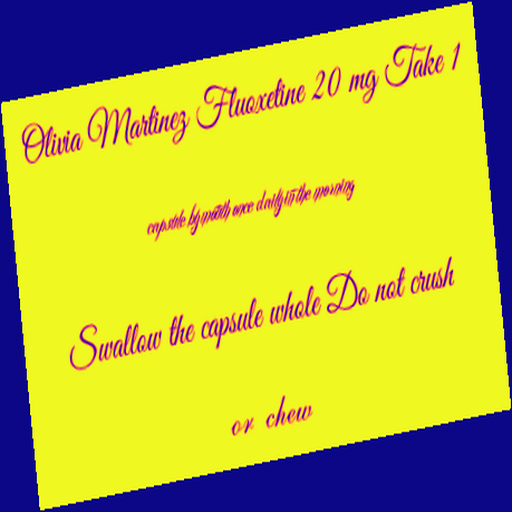 Olivia Martinez Fluoxetine 20 mg Take 1
capsule by mouth once daily in the morning
Swallow the capsule whole Do not crush
or chew